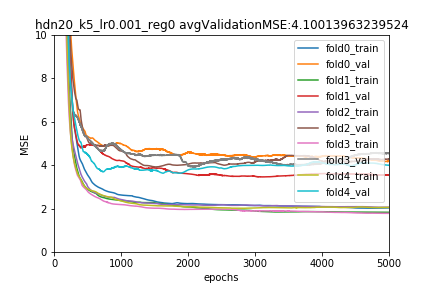 hdn20_k5_lr0.001_reg0 avgValidationMSE:4.10013963239524
10
8
6
4
2
0
MSE
0 1000 2000 3000 4000 5000
epochs
fold0_train
fold0_val
fold1_train
fold1_val
fold2_train
fold2_val
fold3_train
fold3_val
fold4_train
fold4_val